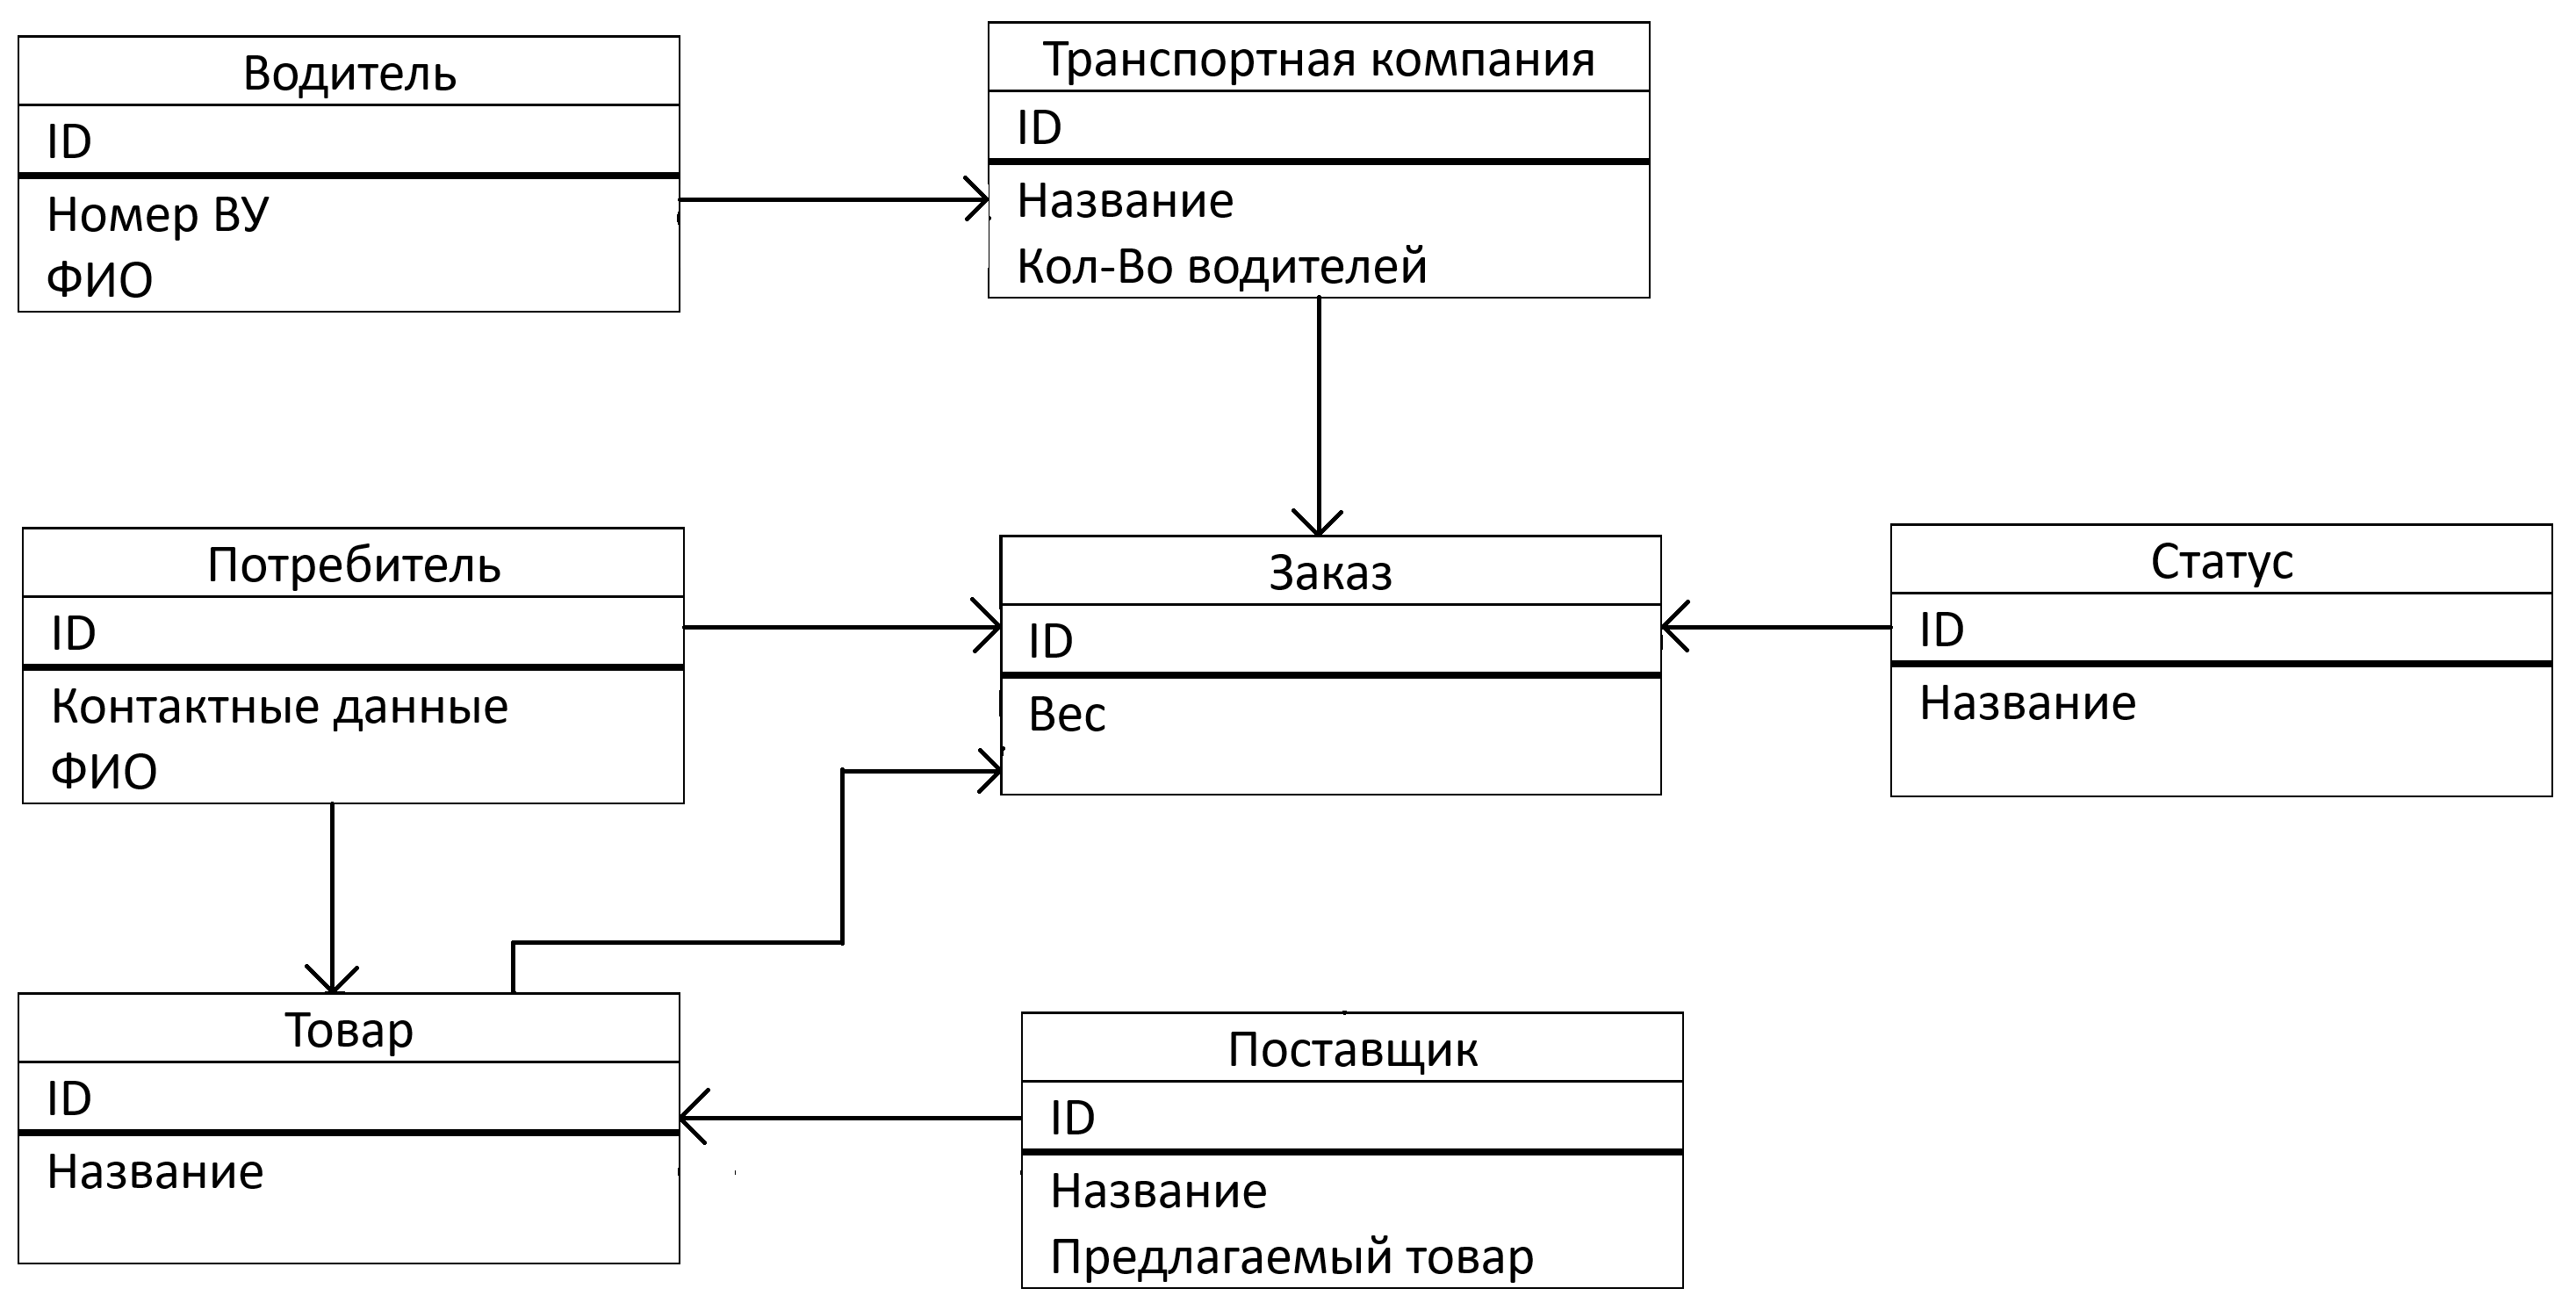 Водитель
ID
Номер ВУ
ФИО
Транспортная компания
ID
Название
Кол-Во водителей
Потребитель
ID
Контактные данные
ФИО
Заказ
ID
Вес
Статус
ID
Название
Товар
ID
Название
Поставщик
ID
Название
Предлагаемый товар